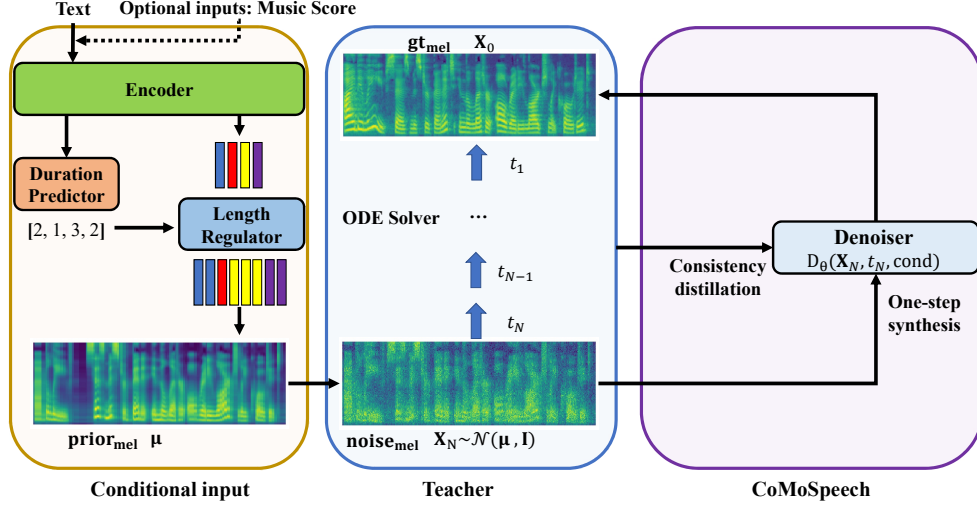 Text
Optional inputs: Music Score
Encoder
Duration
Predictor
[2, 1, 3, 2]
Length
Regulator
prior_mel μ
Conditional input
gt_mel X_0
t_1
ODE Solver ...
t_{N−1}
t_N
noise_mel X_N~𝒩(μ , I)
Teacher
Consistency
distillation
Denoiser
D_θ(X_N, t_N, cond)
One-step
synthesis
CoMoSpeech